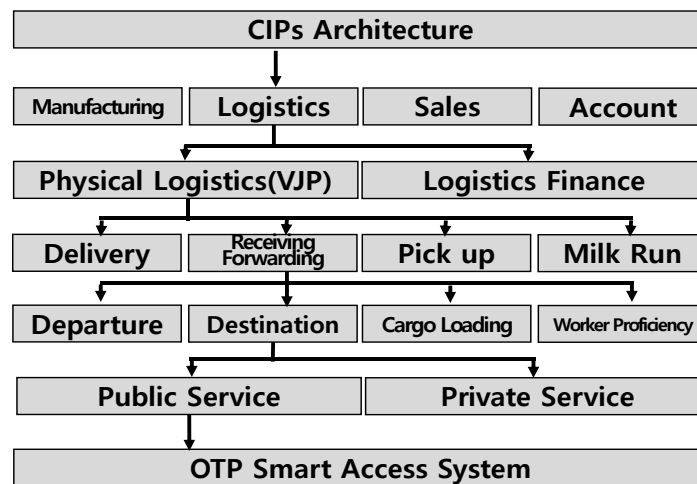 CIPs Architecture
Manufacturing
Logistics
Sales
Account
Physical Logistics(VJP)
Logistics Finance
Delivery
Receiving
Forwarding
Pick up
Milk Run
Departure
Destination
Cargo Loading
Worker Proficiency
Public Service
Private Service
OTP Smart Access System